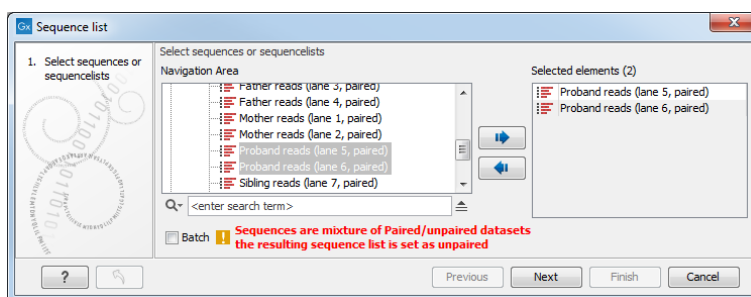 Gx Sequence list
X
1. Select sequences or
sequencelists
Select sequences or sequencelists
Navigation Area
Father reads (lane 3, paired)
Father reads (lane 4, paired)
Mother reads (lane 1, paired)
Mother reads (lane 2, paired)
Proband reads (lane 5, paired)
Proband reads (lane 6, paired)
Sibling reads (lane 7, paired)
<enter search term>
Selected elements (2)
Proband reads (lane 5, paired)
Proband reads (lane 6, paired)
Batch
Sequences are mixture of Paired/unpaired datasets
the resulting sequence list is set as unpaired
?
Previous
Next
Finish
Cancel